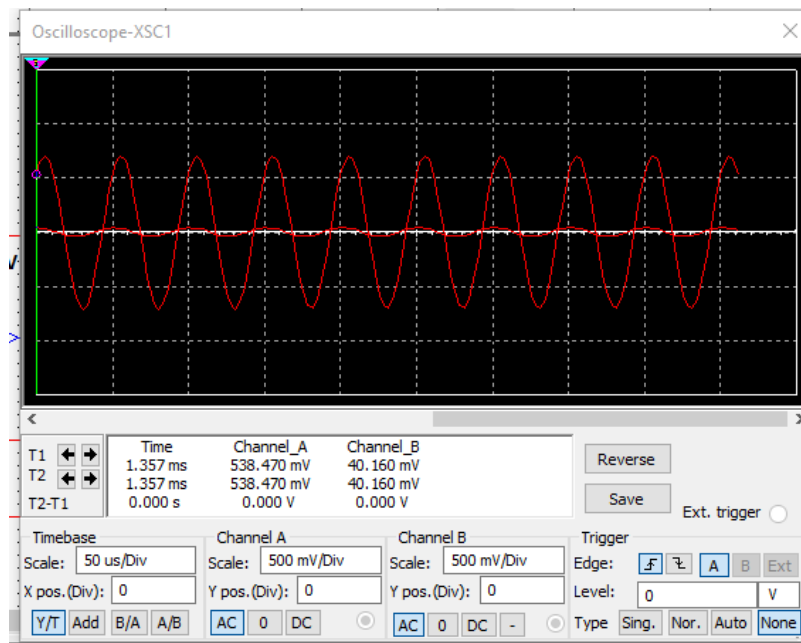 Oscilloscope-XSC1
Time Channel_A Channel_B
T1 1.357 ms 538.470 mV 40.160 mV
T2 1.357 ms 538.470 mV 40.160 mV
T2-T1 0.000 s 0.000 V 0.000 V
Reverse
Save
Ext. trigger
Timebase Channel A Channel B Trigger
Scale: 50 us/Div Scale: 500 mV/Div Scale: 500 mV/Div Edge: A B Ext
X pos.(Div): 0 Y pos.(Div): 0 Y pos.(Div): 0 Level: 0 V
Y/T Add B/A A/B AC 0 DC AC 0 DC - Type Sing. Nor. Auto None